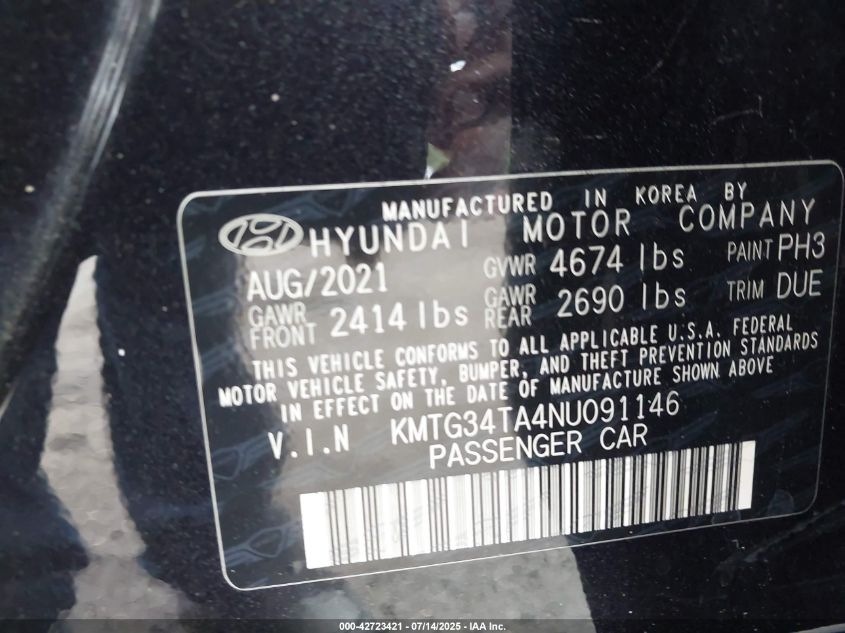 MANUFACTURED IN KOREA BY
HYUNDAI MOTOR COMPANY
AUG/2021 GVWR 4674 lbs PAINT PH3
GAWR FRONT 2414 lbs GAWR REAR 2690 lbs TRIM DUE
THIS VEHICLE CONFORMS TO ALL APPLICABLE U.S.A. FEDERAL
MOTOR VEHICLE SAFETY, BUMPER, AND THEFT PREVENTION STANDARDS
IN EFFECT ON THE DATE OF MANUFACTURE SHOWN ABOVE
V.I.N KMTG34TA4NU091146
PASSENGER CAR
000-42723421 - 07/14/2025 - IAA Inc.